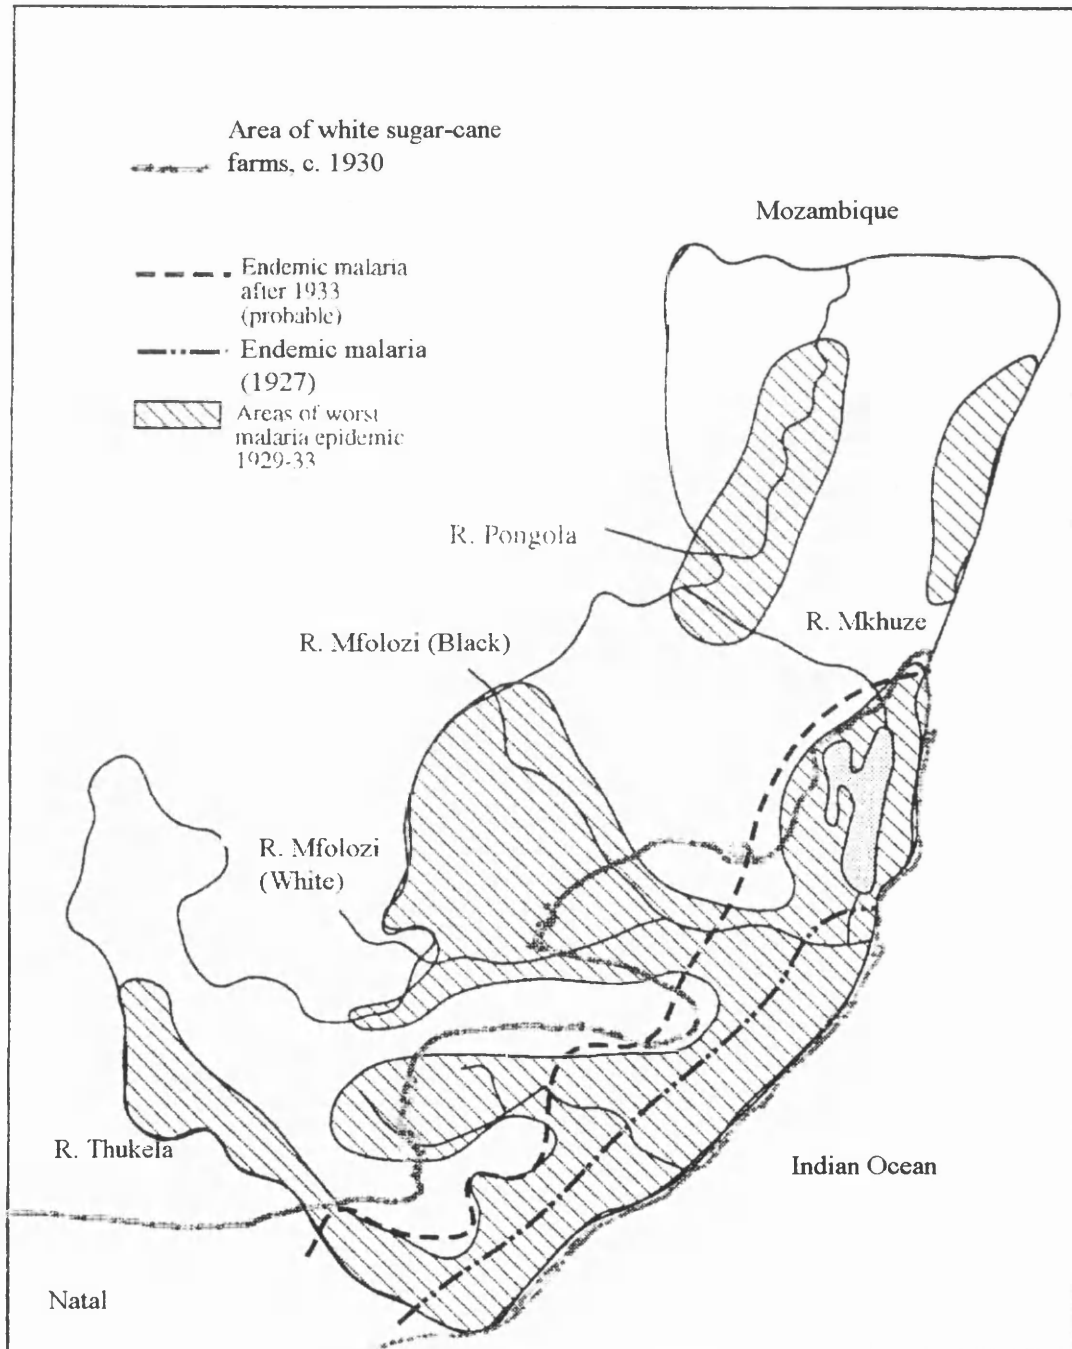 Area of white sugar-cane
farms, c. 1930
Mozambique
Endemic malaria
after 1933
(probable)
Endemic malaria
(1927)
Areas of worst
malaria epidemic
1929-33
R. Pongola
R. Mkhuze
R. Mfolozi (Black)
R. Mfolozi
(White)
R. Thukela
Indian Ocean
Natal